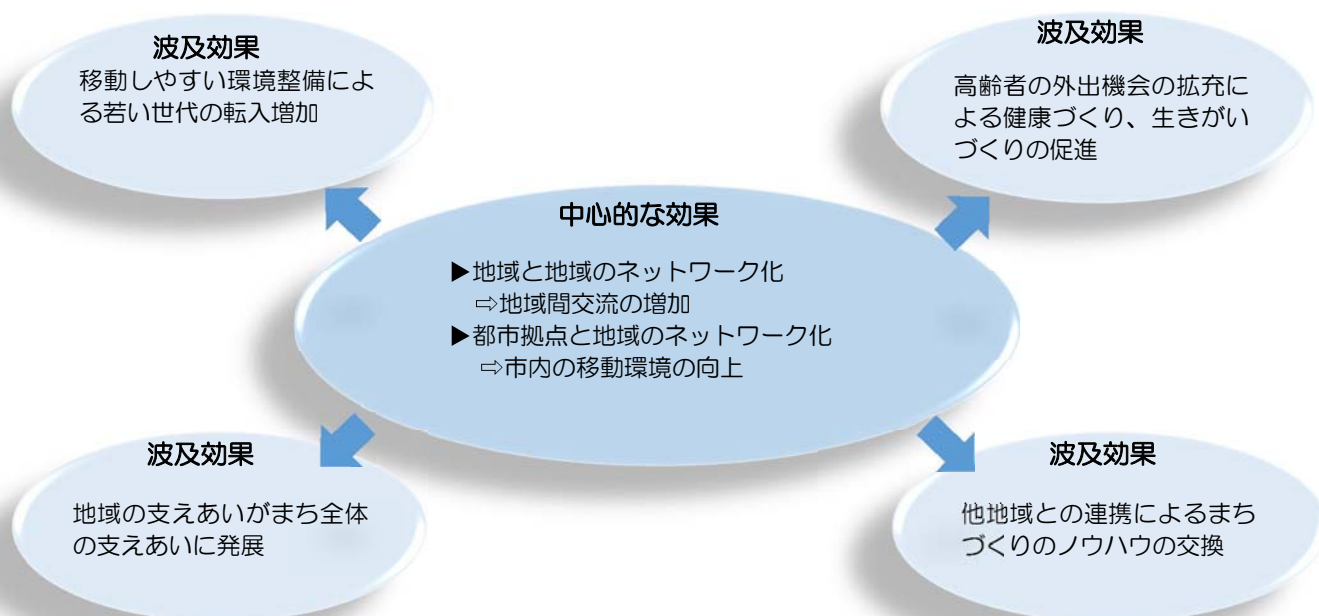 波及効果
移動しやすい環境整備によ
る若い世代の転入増加
波及効果
高齢者の外出機会の拡充に
よる健康づくり、生きがい
づくりの促進
中心的な効果
▶地域と地域のネットワーク化
⇨地域間交流の増加
▶都市拠点と地域のネットワーク化
⇨市内の移動環境の向上
波及効果
地域の支えあいがまち全体
の支えあいに発展
波及効果
他地域との連携によるまち
づくりのノウハウの交換